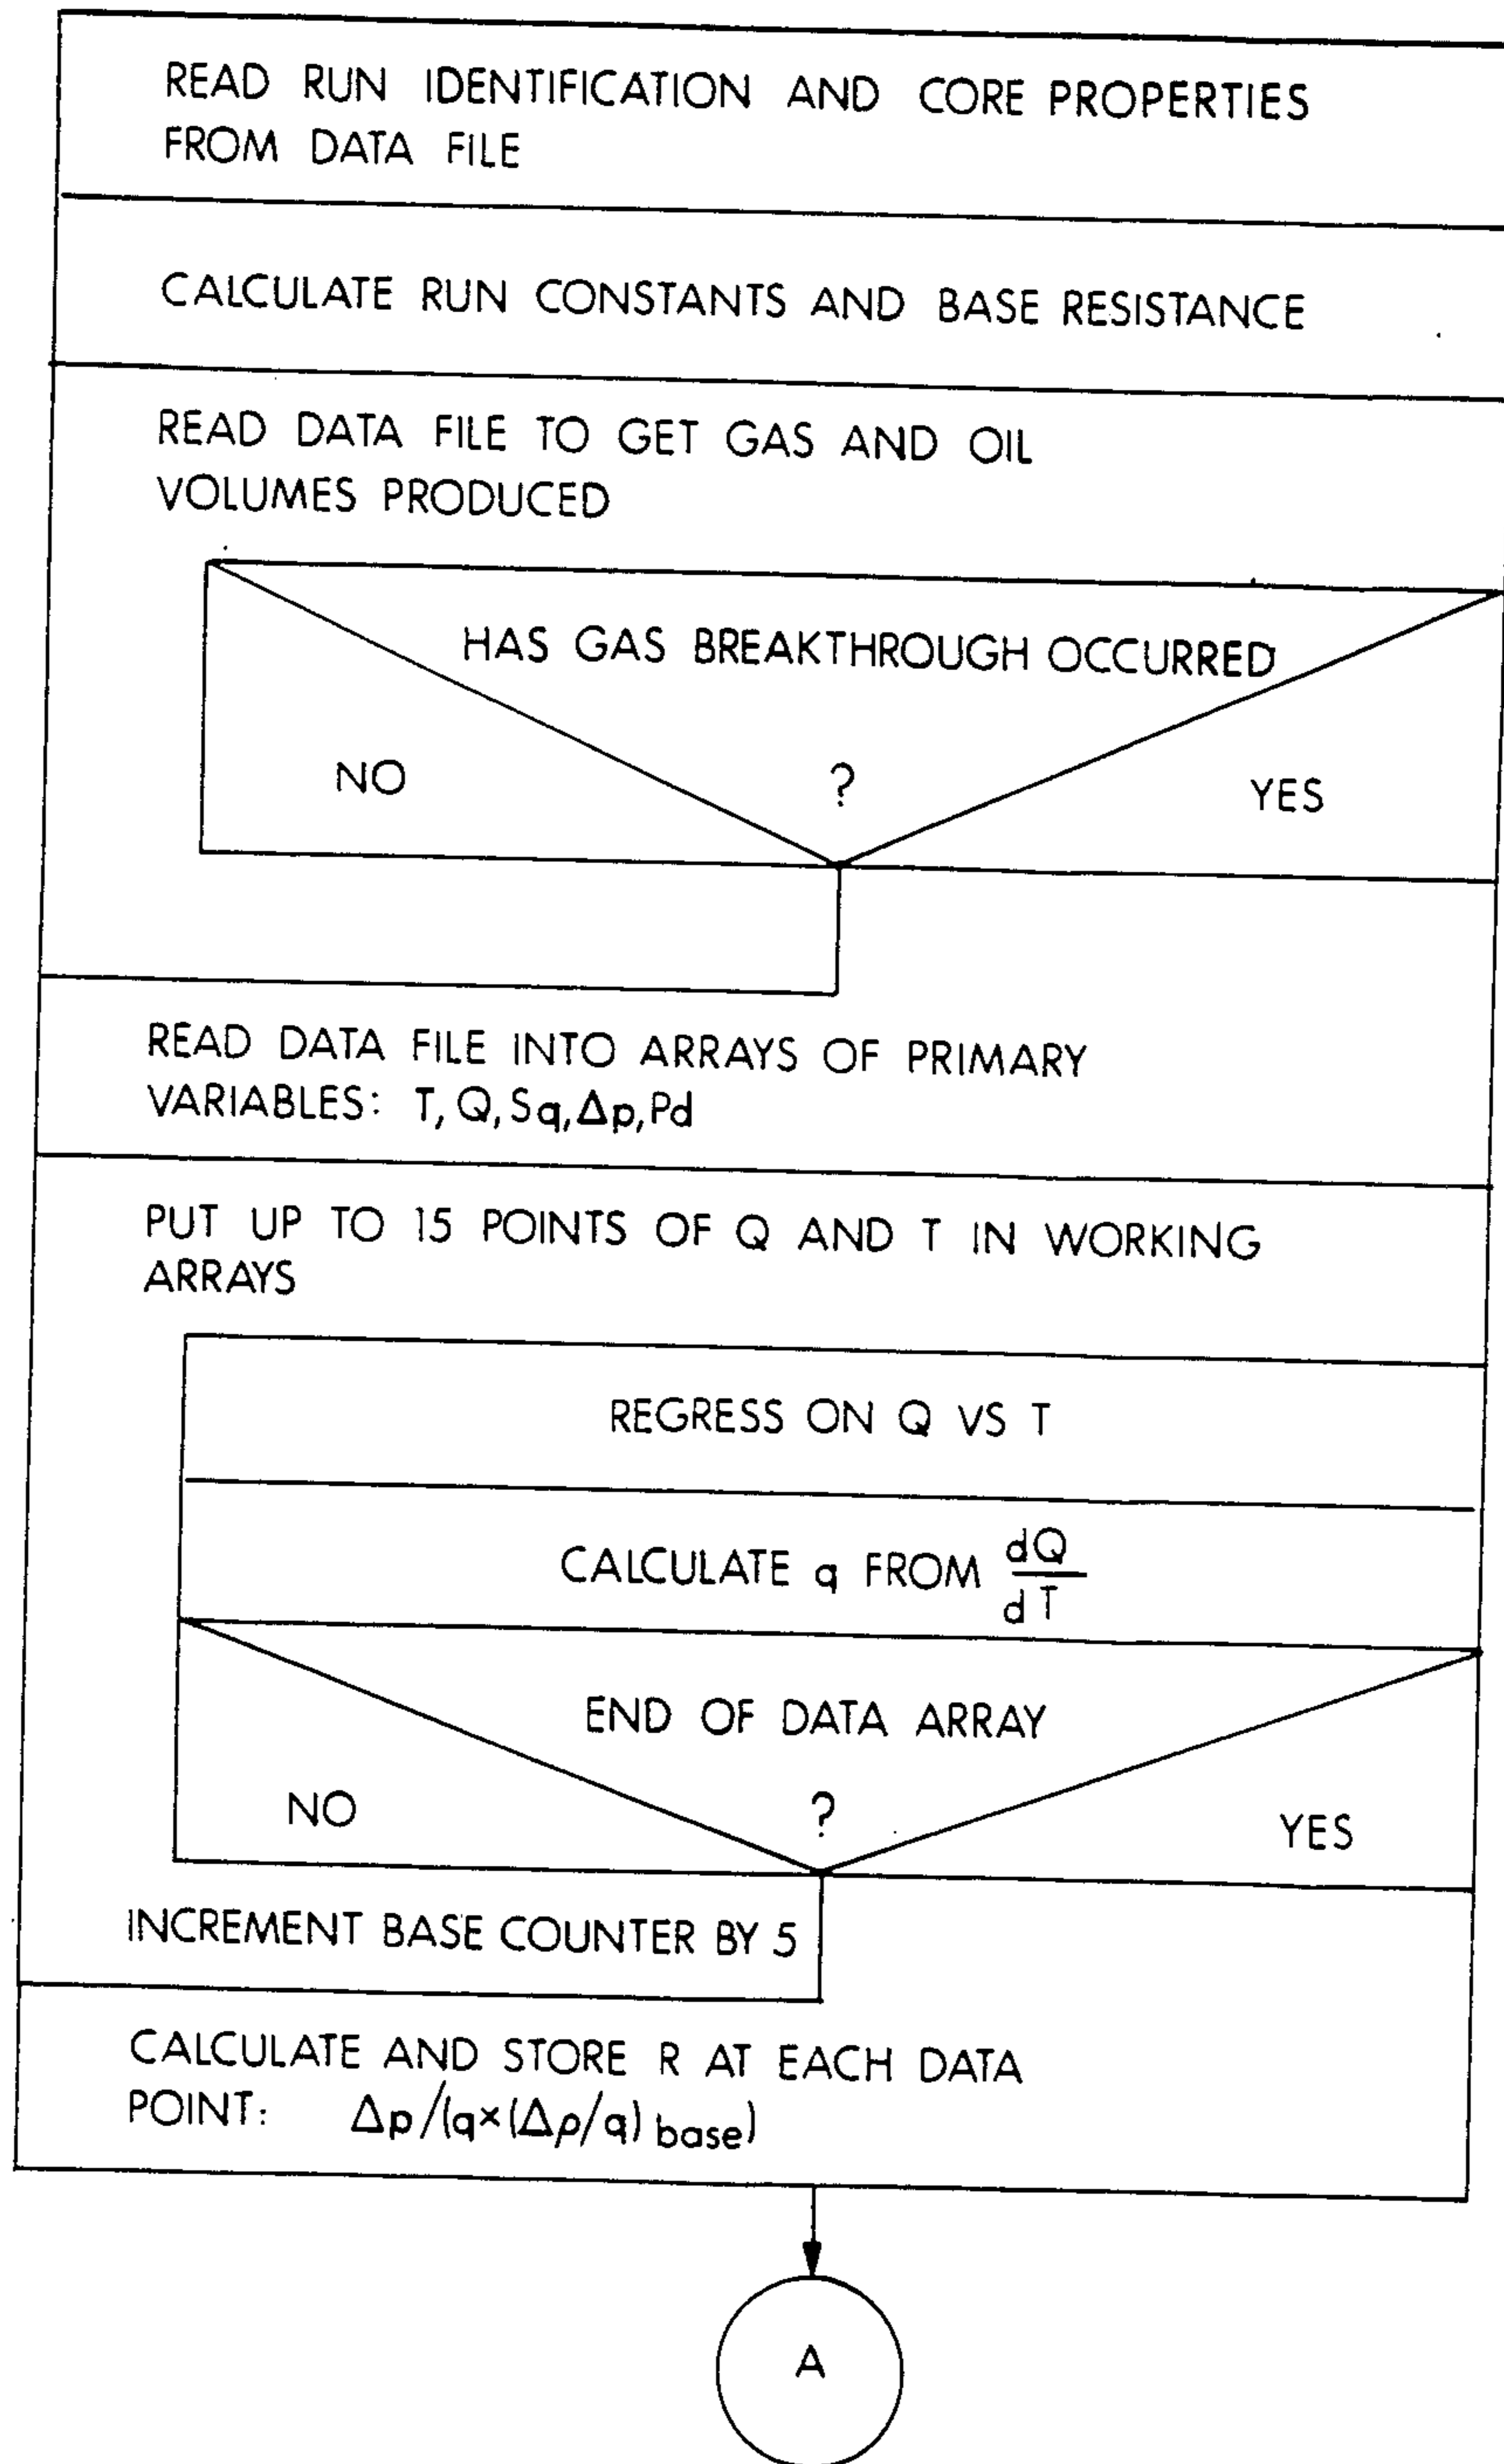 READ RUN IDENTIFICATION AND CORE PROPERTIES
FROM DATA FILE
CALCULATE RUN CONSTANTS AND BASE RESISTANCE
READ DATA FILE TO GET GAS AND OIL
VOLUMES PRODUCED
HAS GAS BREAKTHROUGH OCCURRED
NO ? YES
READ DATA FILE INTO ARRAYS OF PRIMARY
VARIABLES: T, Q, Sq, Δp, Pd
PUT UP TO 15 POINTS OF Q AND T IN WORKING
ARRAYS
REGRESS ON Q VS T
CALCULATE q FROM dQ/dT
END OF DATA ARRAY
NO ? YES
INCREMENT BASE COUNTER BY 5
CALCULATE AND STORE R AT EACH DATA
POINT: Δp/(q×(Δp/q) base)
A